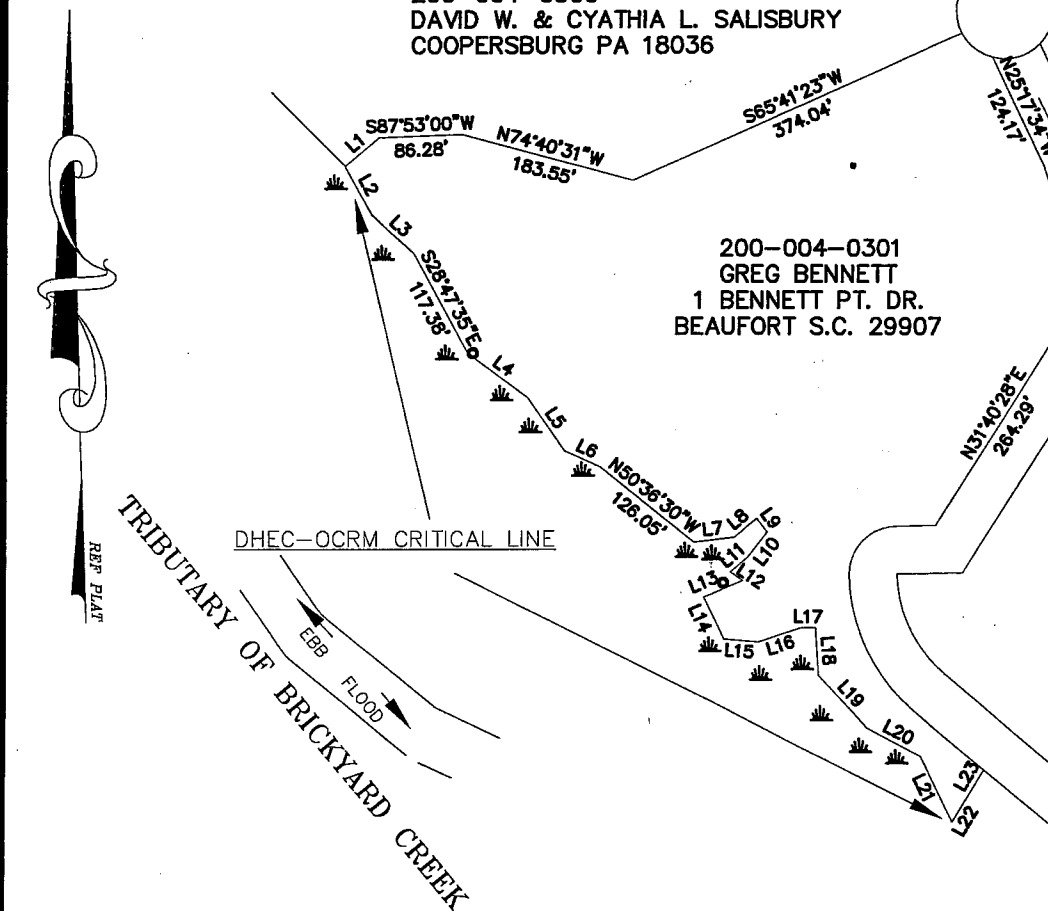 DAVID W. & CYATHIA L. SALISBURY
COOPERSBURG PA 18036
S65°41'23"W
374.04'
N25°17'34"W
124.17'
L1
S87°53'00"W
86.28'
N74°40'31"W
183.55'
L2
L3
S28°47'35"E
117.38'
200-004-0301
GREG BENNETT
1 BENNETT PT. DR.
BEAUFORT S.C. 29907
L4
L5
L6
N50°36'30"W
126.05'
N31°40'28"E
264.29'
L7
L8
L9
L10
L11
L12
L13
L14
L15
L16
L17
L18
L19
L20
L21
L22
L23
REF PLAT
DHEC-OCRM CRITICAL LINE
EBB
FLOOD
TRIBUTARY OF BRICKYARD CREEK